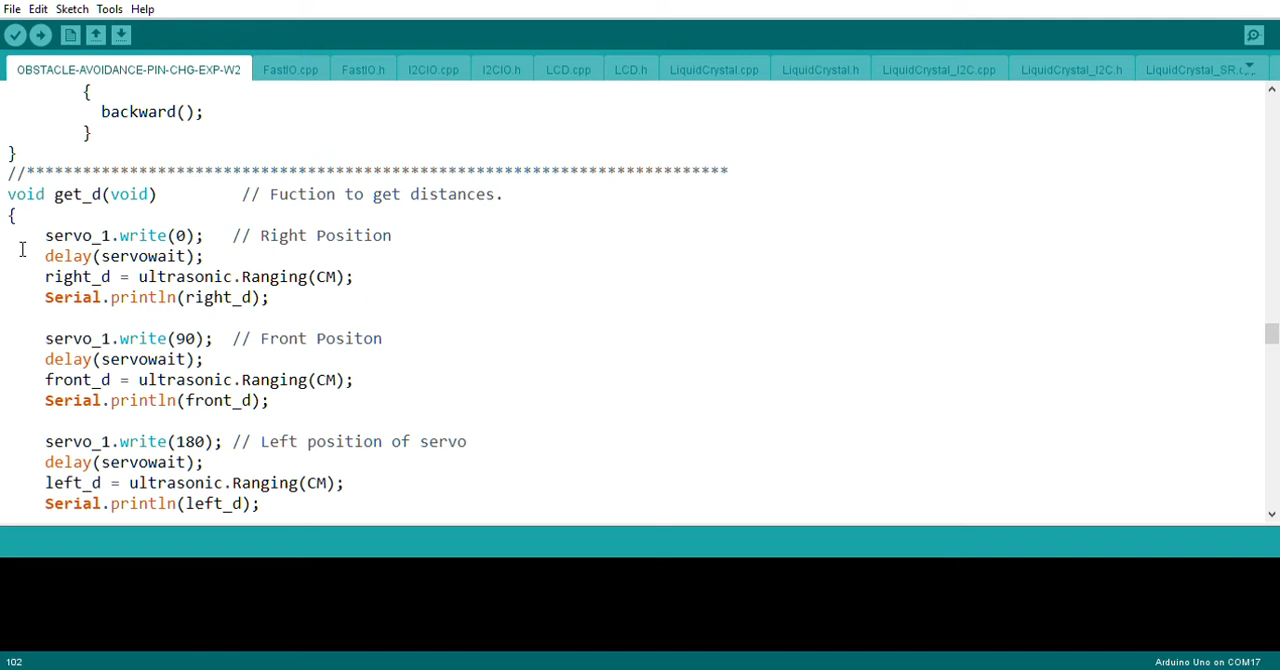 File Edit Sketch Tools Help
OBSTACLE-AVOIDANCE-PIN-CHG-EXP-W2 FastIO.cpp FastIO.h I2CIO.cpp I2CIO.h LCD.cpp LCD.h LiquidCrystal.cpp LiquidCrystal.h LiquidCrystal_I2C.cpp LiquidCrystal_I2C.h LiquidCrystal_SR.c
{
backward();
}
}
//***************************************************************************
void get_d(void) // Fuction to get distances.
{
servo_1.write(0); // Right Position
delay(servowait);
right_d = ultrasonic.Ranging(CM);
Serial.println(right_d);
servo_1.write(90); // Front Positon
delay(servowait);
front_d = ultrasonic.Ranging(CM);
Serial.println(front_d);
servo_1.write(180); // Left position of servo
delay(servowait);
left_d = ultrasonic.Ranging(CM);
Serial.println(left_d);
102 Arduino Uno on COM17